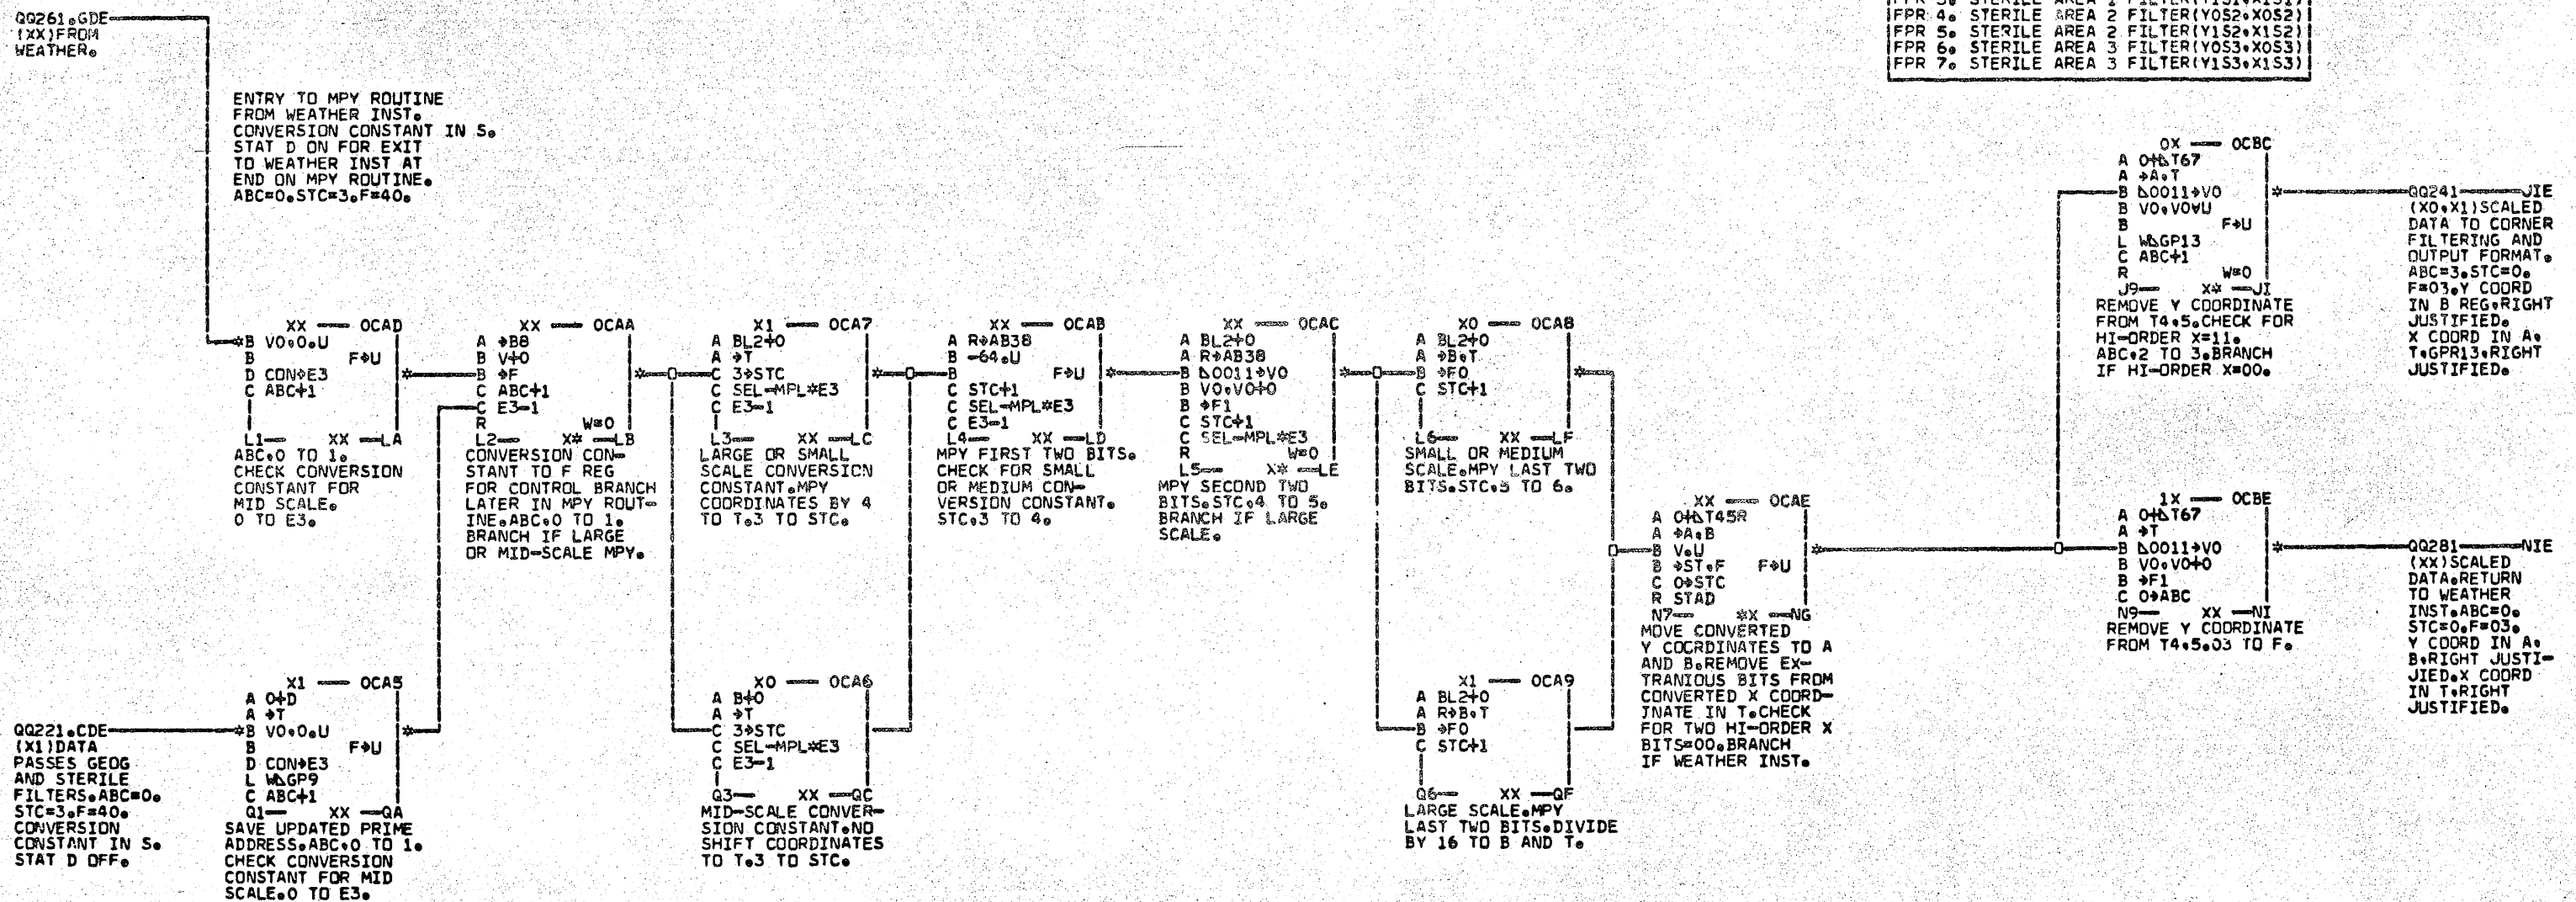 QG261.GDE
(XX)FROM
WEATHER.
FPR 4. STERILE AREA 2 FILTER(Y0S2,X0S2)
FPR 5. STERILE AREA 2 FILTER(Y1S2,X1S2)
FPR 6. STERILE AREA 3 FILTER(Y0S3,X0S3)
FPR 7. STERILE AREA 3 FILTER(Y1S3,X1S3)
ENTRY TO MPY ROUTINE
FROM WEATHER INST.
CONVERSION CONSTANT IN S.
STAT D ON FOR EXIT
TO WEATHER INST AT
END ON MPY ROUTINE.
ABC=0.STC=3.F=40.
XX — OCAD
*B V0,0.U
B F→U
D CON→E3
C ABC+1
L1— XX —LA
ABC.0 TO 1.
CHECK CONVERSION
CONSTANT FOR
MID SCALE.
0 TO E3.
QG221.CDE
(X1)DATA
PASSES GEOG
AND STERILE
FILTERS.ABC=0.
STC=3.F=40.
CONVERSION
CONSTANT IN S.
STAT D OFF.
X1 — OCA5
A 0+D
A →T
*B V0,0.U
B F→U
D CON→E3
L W∆GP9
C ABC+1
Q1— XX —QA
SAVE UPDATED PRIME
ADDRESS.ABC.0 TO 1.
CHECK CONVERSION
CONSTANT FOR MID
SCALE.0 TO E3.
XX — OCAA
A →B8
B V+0
B →F
C ABC+1
C E3-1
R W=0
L2— X* —LB
CONVERSION CON-
STANT TO F REG
FOR CONTROL BRANCH
LATER IN MPY ROUT-
INE.ABC.0 TO 1.
BRANCH IF LARGE
OR MID-SCALE MPY.
X1 — OCA7
A BL2+0
A →T
C 3→STC
C SEL-MPL*E3
C E3-1
L3— XX —LC
LARGE OR SMALL
SCALE CONVERSION
CONSTANT.MPY
COORDINATES BY 4
TO T.3 TO STC.
X0 — OCA6
A B+0
A →T
C 3→STC
C SEL-MPL*E3
C E3-1
Q3— XX —QC
MID-SCALE CONVER-
SION CONSTANT.NO
SHIFT COORDINATES
TO T.3 TO STC.
XX — OCAB
A R→AB38
B -64.U
B F→U
C STC+1
C SEL-MPL*E3
C E3-1
L4— XX —LD
MPY FIRST TWO BITS.
CHECK FOR SMALL
OR MEDIUM CON-
VERSION CONSTANT.
STC.3 TO 4.
XX — OCAC
A BL2+0
A R→AB38
B ∆0011→V0
B V0,V0+0
B →F1
C STC+1
C SEL-MPL*E3
R W=0
L5— X* —LE
MPY SECOND TWO
BITS.STC.4 TO 5.
BRANCH IF LARGE
SCALE.
X0 — OCA8
A BL2+0
A →B,T
B →F0
C STC+1
L6— XX —LF
SMALL OR MEDIUM
SCALE.MPY LAST TWO
BITS.STC.5 TO 6.
X1 — OCA9
A BL2+0
A R→B,T
B →F0
C STC+1
Q6— XX —QF
LARGE SCALE.MPY
LAST TWO BITS.DIVIDE
BY 16 TO B AND T.
XX — OCAE
A 0+∆T45R
A →A,B
B V,U
B →ST,F F→U
C 0→STC
R STAD
N7— *X —NG
MOVE CONVERTED
Y COORDINATES TO A
AND B.REMOVE EX-
TRANIOUS BITS FROM
CONVERTED X COORD-
INATE IN T.CHECK
FOR TWO HI-ORDER X
BITS=00.BRANCH
IF WEATHER INST.
0X — OCBC
A 0+∆T67
A →A,T
B ∆0011→V0
B V0,V0∀U
B F→U
L W∆GP13
C ABC+1
R W=0
J9— X* —JI
REMOVE Y COORDINATE
FROM T4,5.CHECK FOR
HI-ORDER X=11.
ABC.2 TO 3.BRANCH
IF HI-ORDER X=00.
QG241 JIE
(X0,X1)SCALED
DATA TO CORNER
FILTERING AND
OUTPUT FORMAT.
ABC=3.STC=0.
F=03.Y COORD
IN B REG,RIGHT
JUSTIFIED.
X COORD IN A,
T,GPR13,RIGHT
JUSTIFIED.
1X — OCBE
A 0+∆T67
A →T
B ∆0011→V0
B V0,V0+0
B →F1
C 0→ABC
N9— XX —NI
REMOVE Y COORDINATE
FROM T4,5.03 TO F.
QG281 NIE
(XX)SCALED
DATA.RETURN
TO WEATHER
INST.ABC=0.
STC=0.F=03.
Y COORD IN A,
B,RIGHT JUSTI-
JIED.X COORD
IN T,RIGHT
JUSTIFIED.